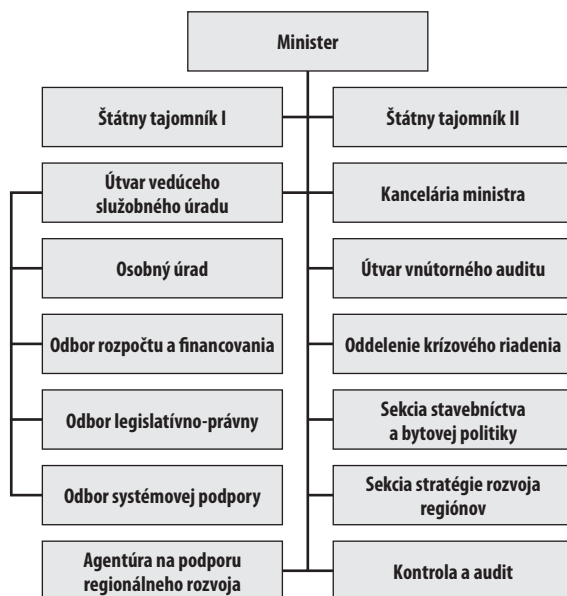 Minister
Štátny tajomník I
Štátny tajomník II
Útvar vedúceho
služobného úradu
Kancelária ministra
Osobný úrad
Útvar vnútorného auditu
Odbor rozpočtu a financovania
Oddelenie krízového riadenia
Odbor legislatívno-právny
Sekcia stavebníctva
a bytovej politiky
Odbor systémovej podpory
Sekcia stratégie rozvoja
regiónov
Agentúra na podporu
regionálneho rozvoja
Kontrola a audit